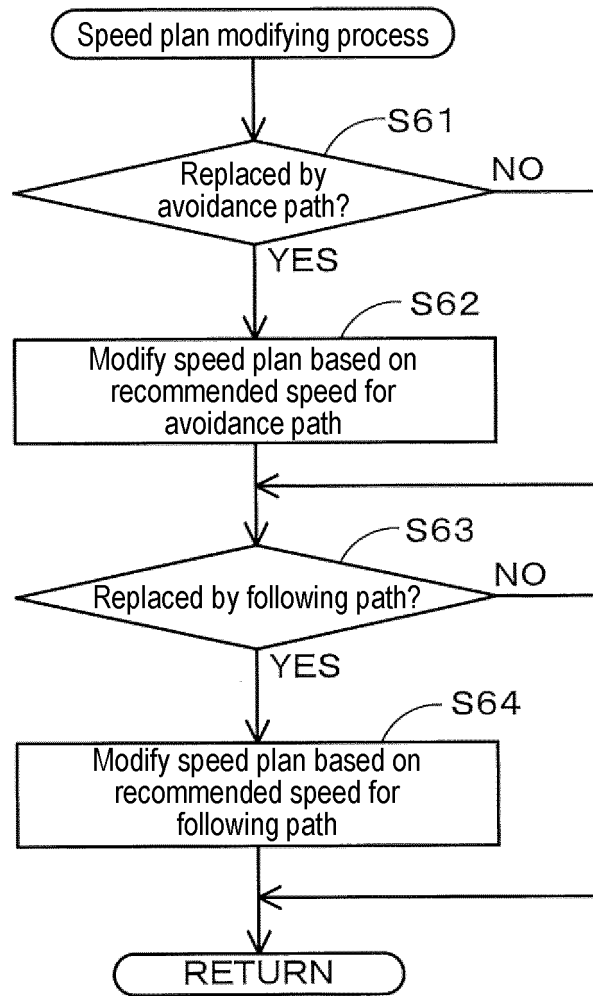 Speed plan modifying process
S61
Replaced by
avoidance path?
NO
YES
S62
Modify speed plan based on
recommended speed for
avoidance path
S63
Replaced by following path?
NO
YES
S64
Modify speed plan based on
recommended speed for
following path
RETURN